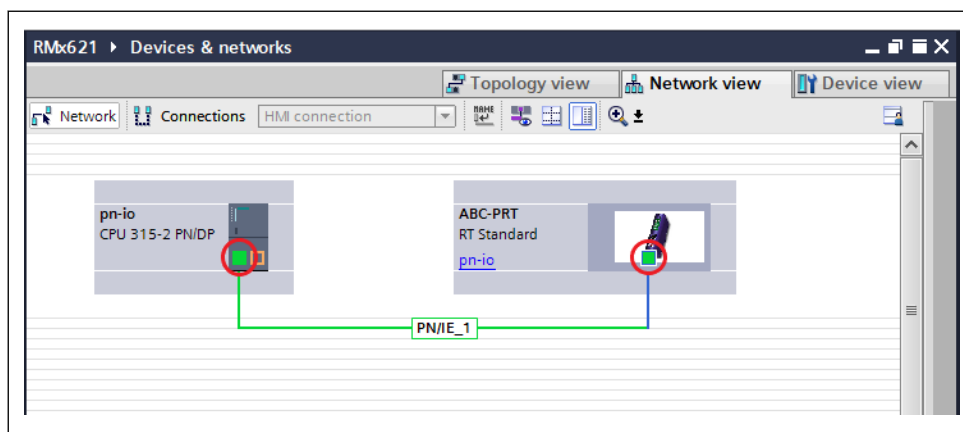 RMx621 ▸ Devices & networks
Topology view
Network view
Device view
Network
Connections
HMI connection
NAME
pn-io
CPU 315-2 PN/DP
ABC-PRT
RT Standard
pn-io
PN/IE_1